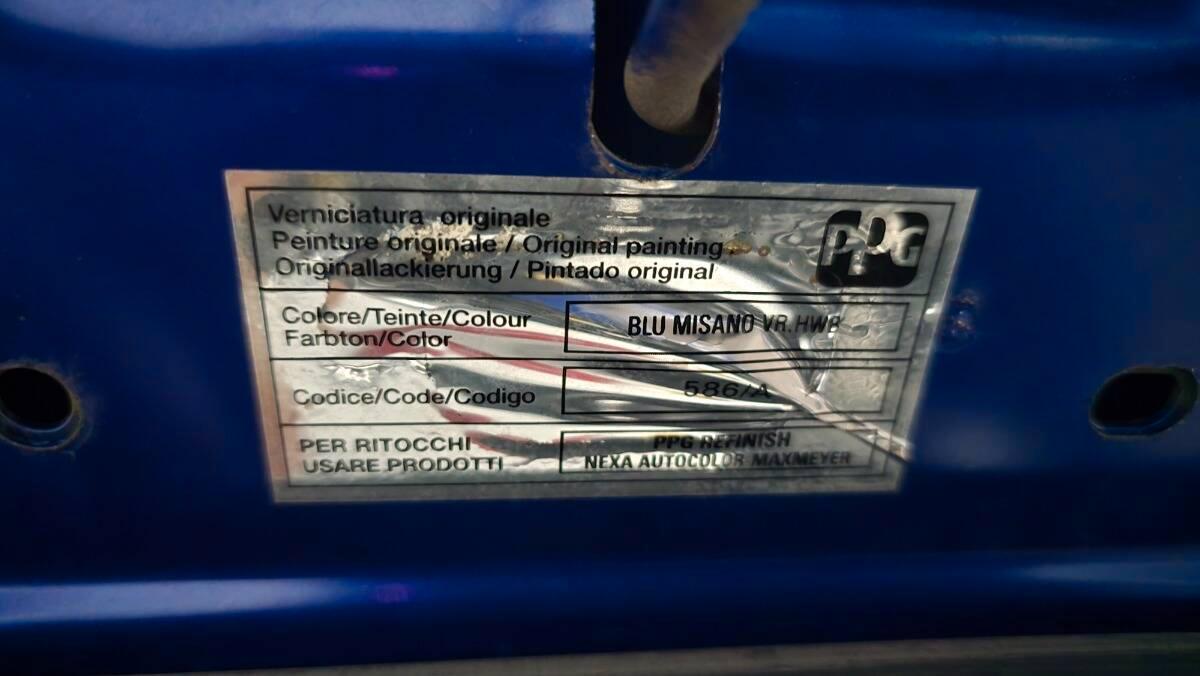 Verniciatura originale
Peinture originale / Original painting
Originallackierung / Pintado original
PPG
Colore/Teinte/Colour
Farbton/Color
BLU MISANO VR.HWB
Codice/Code/Codigo
586/A
PER RITOCCHI
USARE PRODOTTI
PPG REFINISH
NEXA AUTOCOLOR MAXMEYER